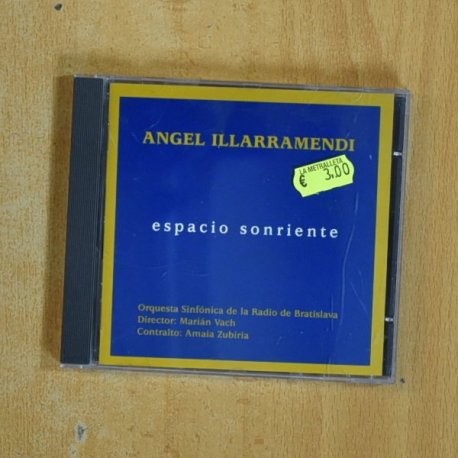 ANGEL ILLARRAMENDI
LA METRALLETA
€ 3,00
espacio sonriente
Orquesta Sinfónica de la Radio de Bratislava
Director: Marián Vach
Contralto: Amaia Zubiria